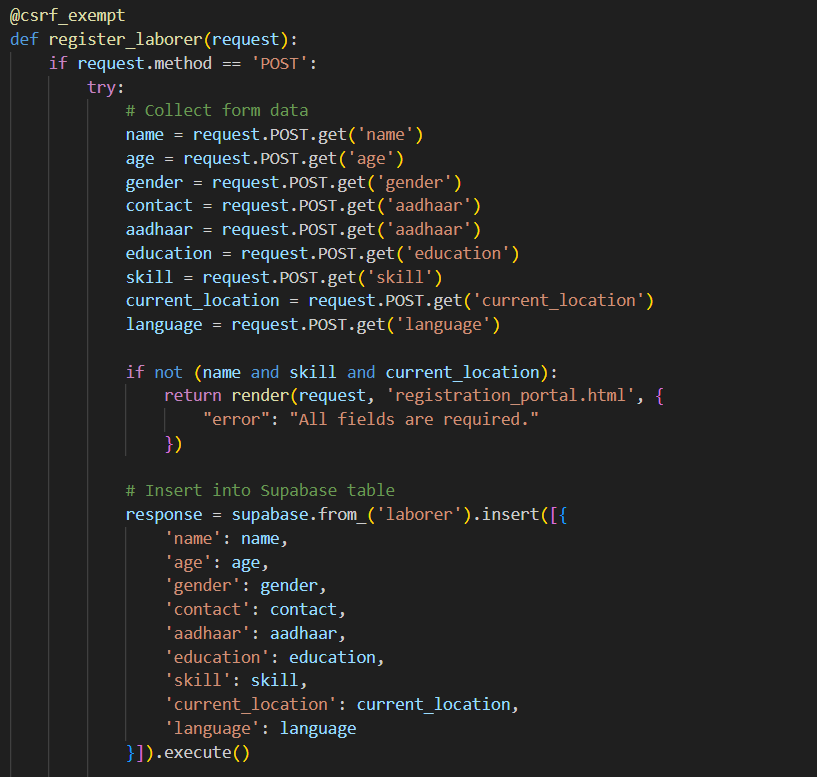 @csrf_exempt
def register_laborer(request):
    if request.method == 'POST':
        try:
            # Collect form data
            name = request.POST.get('name')
            age = request.POST.get('age')
            gender = request.POST.get('gender')
            contact = request.POST.get('aadhaar')
            aadhaar = request.POST.get('aadhaar')
            education = request.POST.get('education')
            skill = request.POST.get('skill')
            current_location = request.POST.get('current_location')
            language = request.POST.get('language')

            if not (name and skill and current_location):
                return render(request, 'registration_portal.html', {
                    "error": "All fields are required."
                })

            # Insert into Supabase table
            response = supabase.from_('laborer').insert([{
                'name': name,
                'age': age,
                'gender': gender,
                'contact': contact,
                'aadhaar': aadhaar,
                'education': education,
                'skill': skill,
                'current_location': current_location,
                'language': language
            }]).execute()